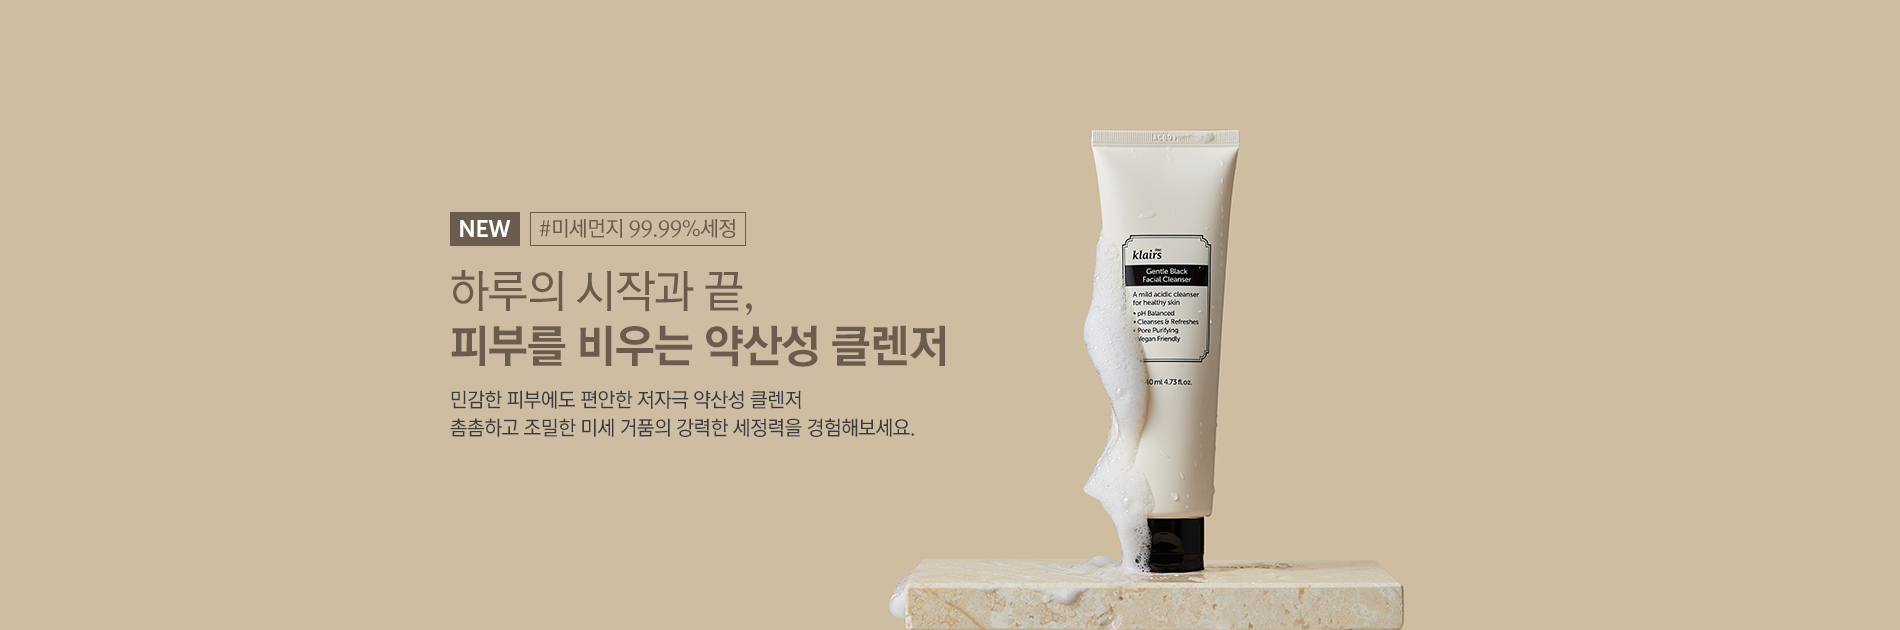 NEW #미세먼지 99.99%세정
하루의 시작과 끝,
피부를 비우는 약산성 클렌저
민감한 피부에도 편안한 저자극 약산성 클렌저
촘촘하고 조밀한 미세 거품의 강력한 세정력을 경험해보세요.
klairs
Gentle Black
Facial Cleanser
A mild acidic cleanser
for healthy skin
• pH Balanced
• Cleanses & Refreshes
• Pore Purifying
Vegan Friendly
ml 4.73 fl.oz.